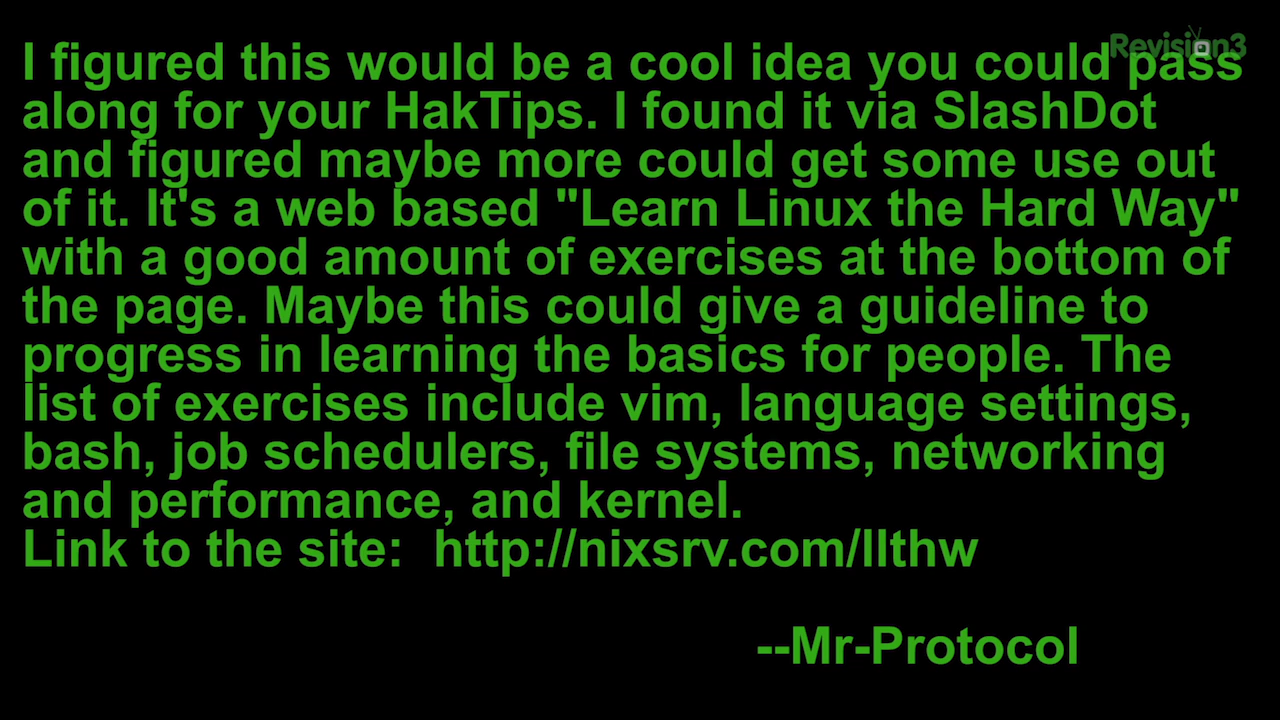 Revision3
I figured this would be a cool idea you could pass
along for your HakTips. I found it via SlashDot
and figured maybe more could get some use out
of it. It's a web based "Learn Linux the Hard Way"
with a good amount of exercises at the bottom of
the page. Maybe this could give a guideline to
progress in learning the basics for people. The
list of exercises include vim, language settings,
bash, job schedulers, file systems, networking
and performance, and kernel.
Link to the site:  http://nixsrv.com/llthw
--Mr-Protocol